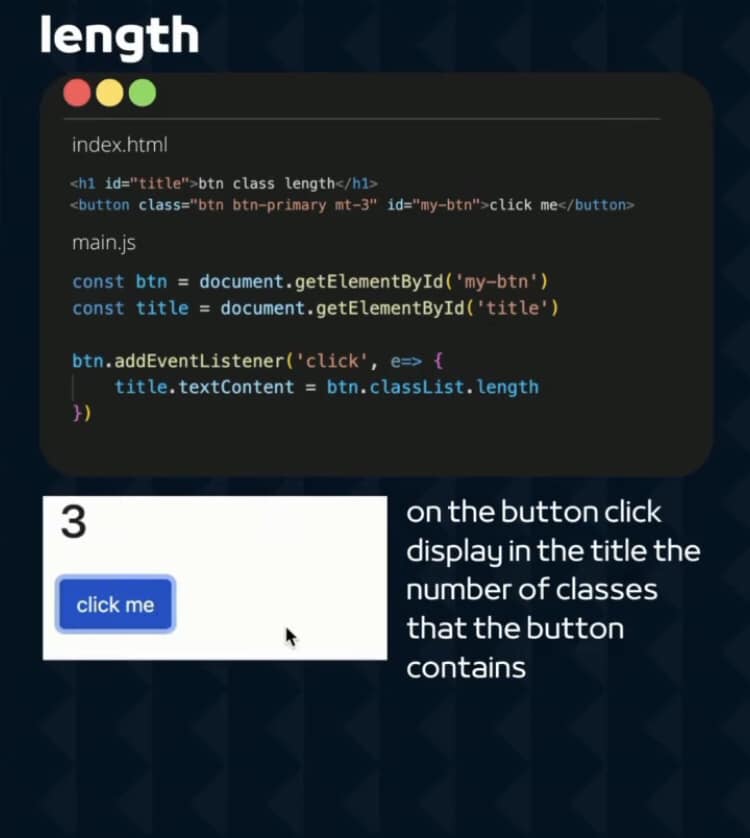 length
index.html
<h1 id="title">btn class length</h1>
<button class="btn btn-primary mt-3" id="my-btn">click me</button>
main.js
const btn = document.getElementById('my-btn')
const title = document.getElementById('title')
btn.addEventListener('click', e=> {
    title.textContent = btn.classList.length
})
3
click me
on the button click
display in the title the
number of classes
that the button
contains